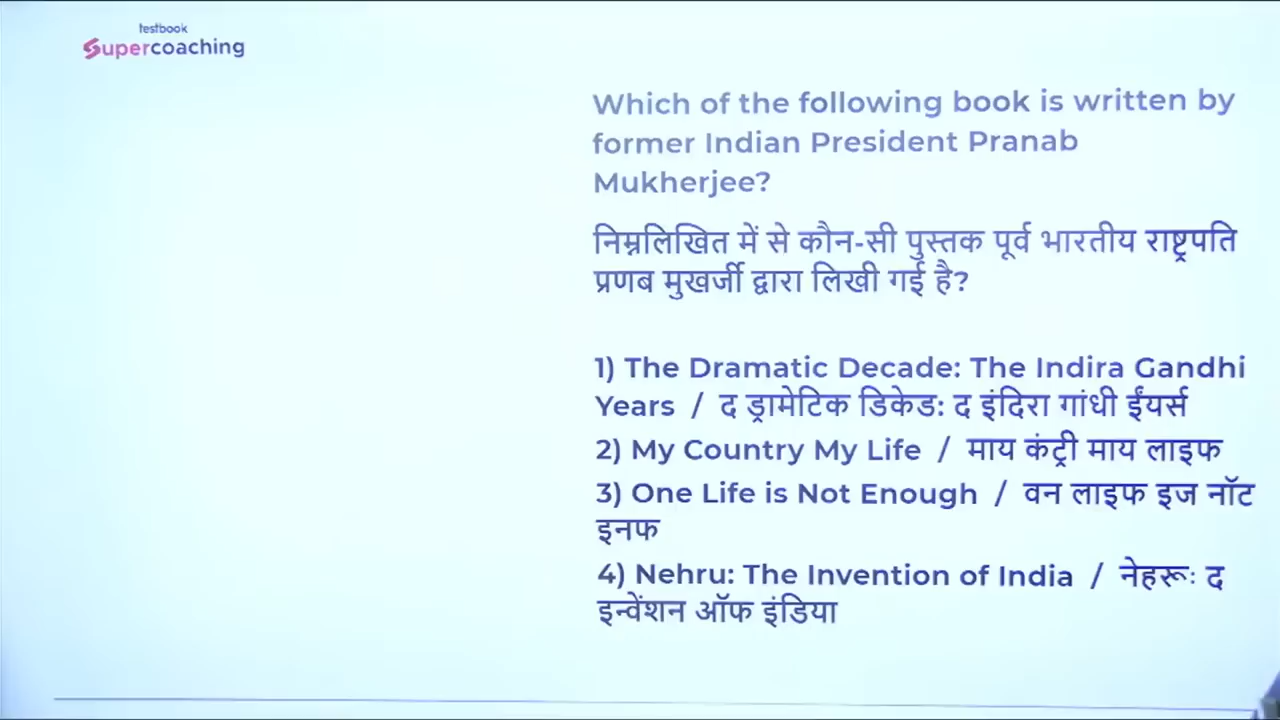 testbook
Supercoaching
Which of the following book is written by
former Indian President Pranab
Mukherjee?
निम्नलिखित में से कौन-सी पुस्तक पूर्व भारतीय राष्ट्रपति
प्रणब मुखर्जी द्वारा लिखी गई है?
1) The Dramatic Decade: The Indira Gandhi
Years / द ड्रामेटिक डिकेड: द इंदिरा गांधी ईंयर्स
2) My Country My Life / माय कंट्री माय लाइफ
3) One Life is Not Enough / वन लाइफ इज नॉट
इनफ
4) Nehru: The Invention of India / नेहरू: द
इन्वेंशन ऑफ इंडिया